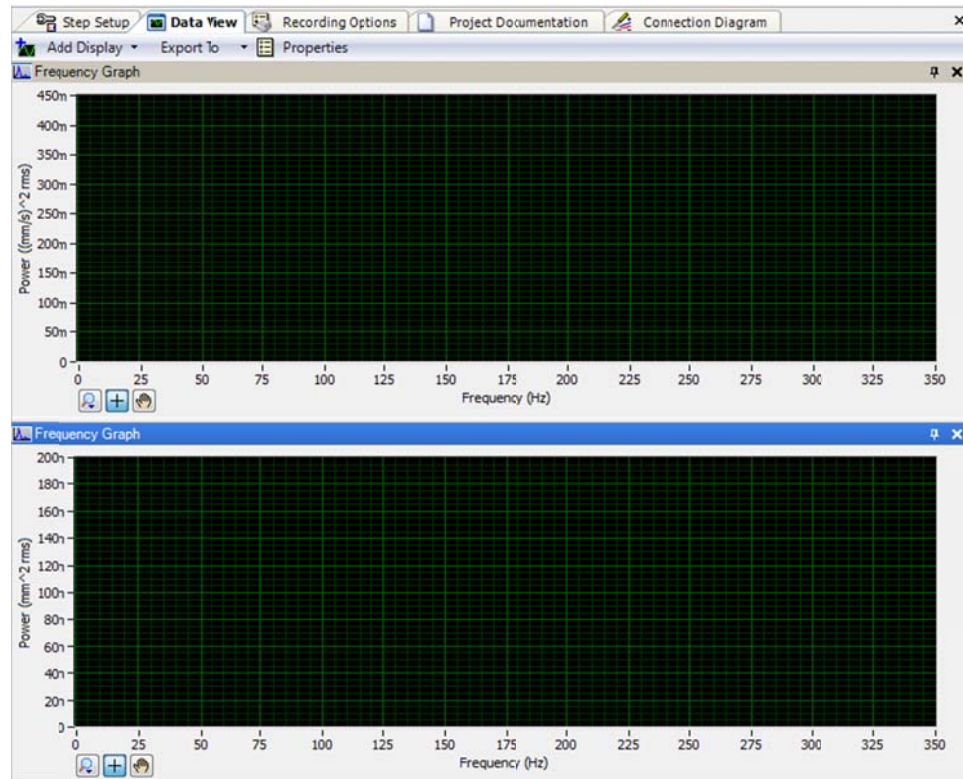 Step Setup Data View Recording Options Project Documentation Connection Diagram
Add Display Export To Properties
Frequency Graph
450m
400m
350m
300m
250m
200m
150m
100m
50m
0
Power ((mm/s)^2 rms)
0 25 50 75 100 125 150 175 200 225 250 275 300 325 350
Frequency (Hz)
Frequency Graph
200n
180n
160n
140n
120n
100n
80n
60n
40n
20n
0
Power (mm^2 rms)
0 25 50 75 100 125 150 175 200 225 250 275 300 325 350
Frequency (Hz)